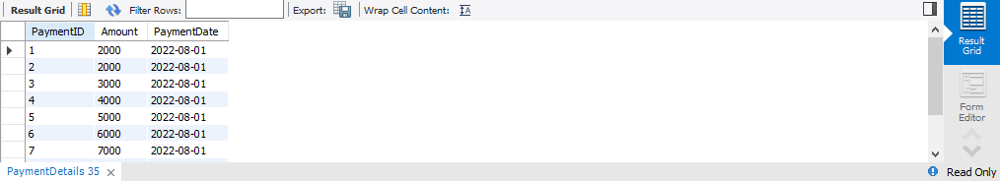 Result Grid Filter Rows: Export: Wrap Cell Content: IA
PaymentID Amount PaymentDate
1 2000 2022-08-01
2 2000 2022-08-01
3 3000 2022-08-01
4 4000 2022-08-01
5 5000 2022-08-01
6 6000 2022-08-01
7 7000 2022-08-01
Result
Grid
Form
Editor
PaymentDetails 35 Read Only